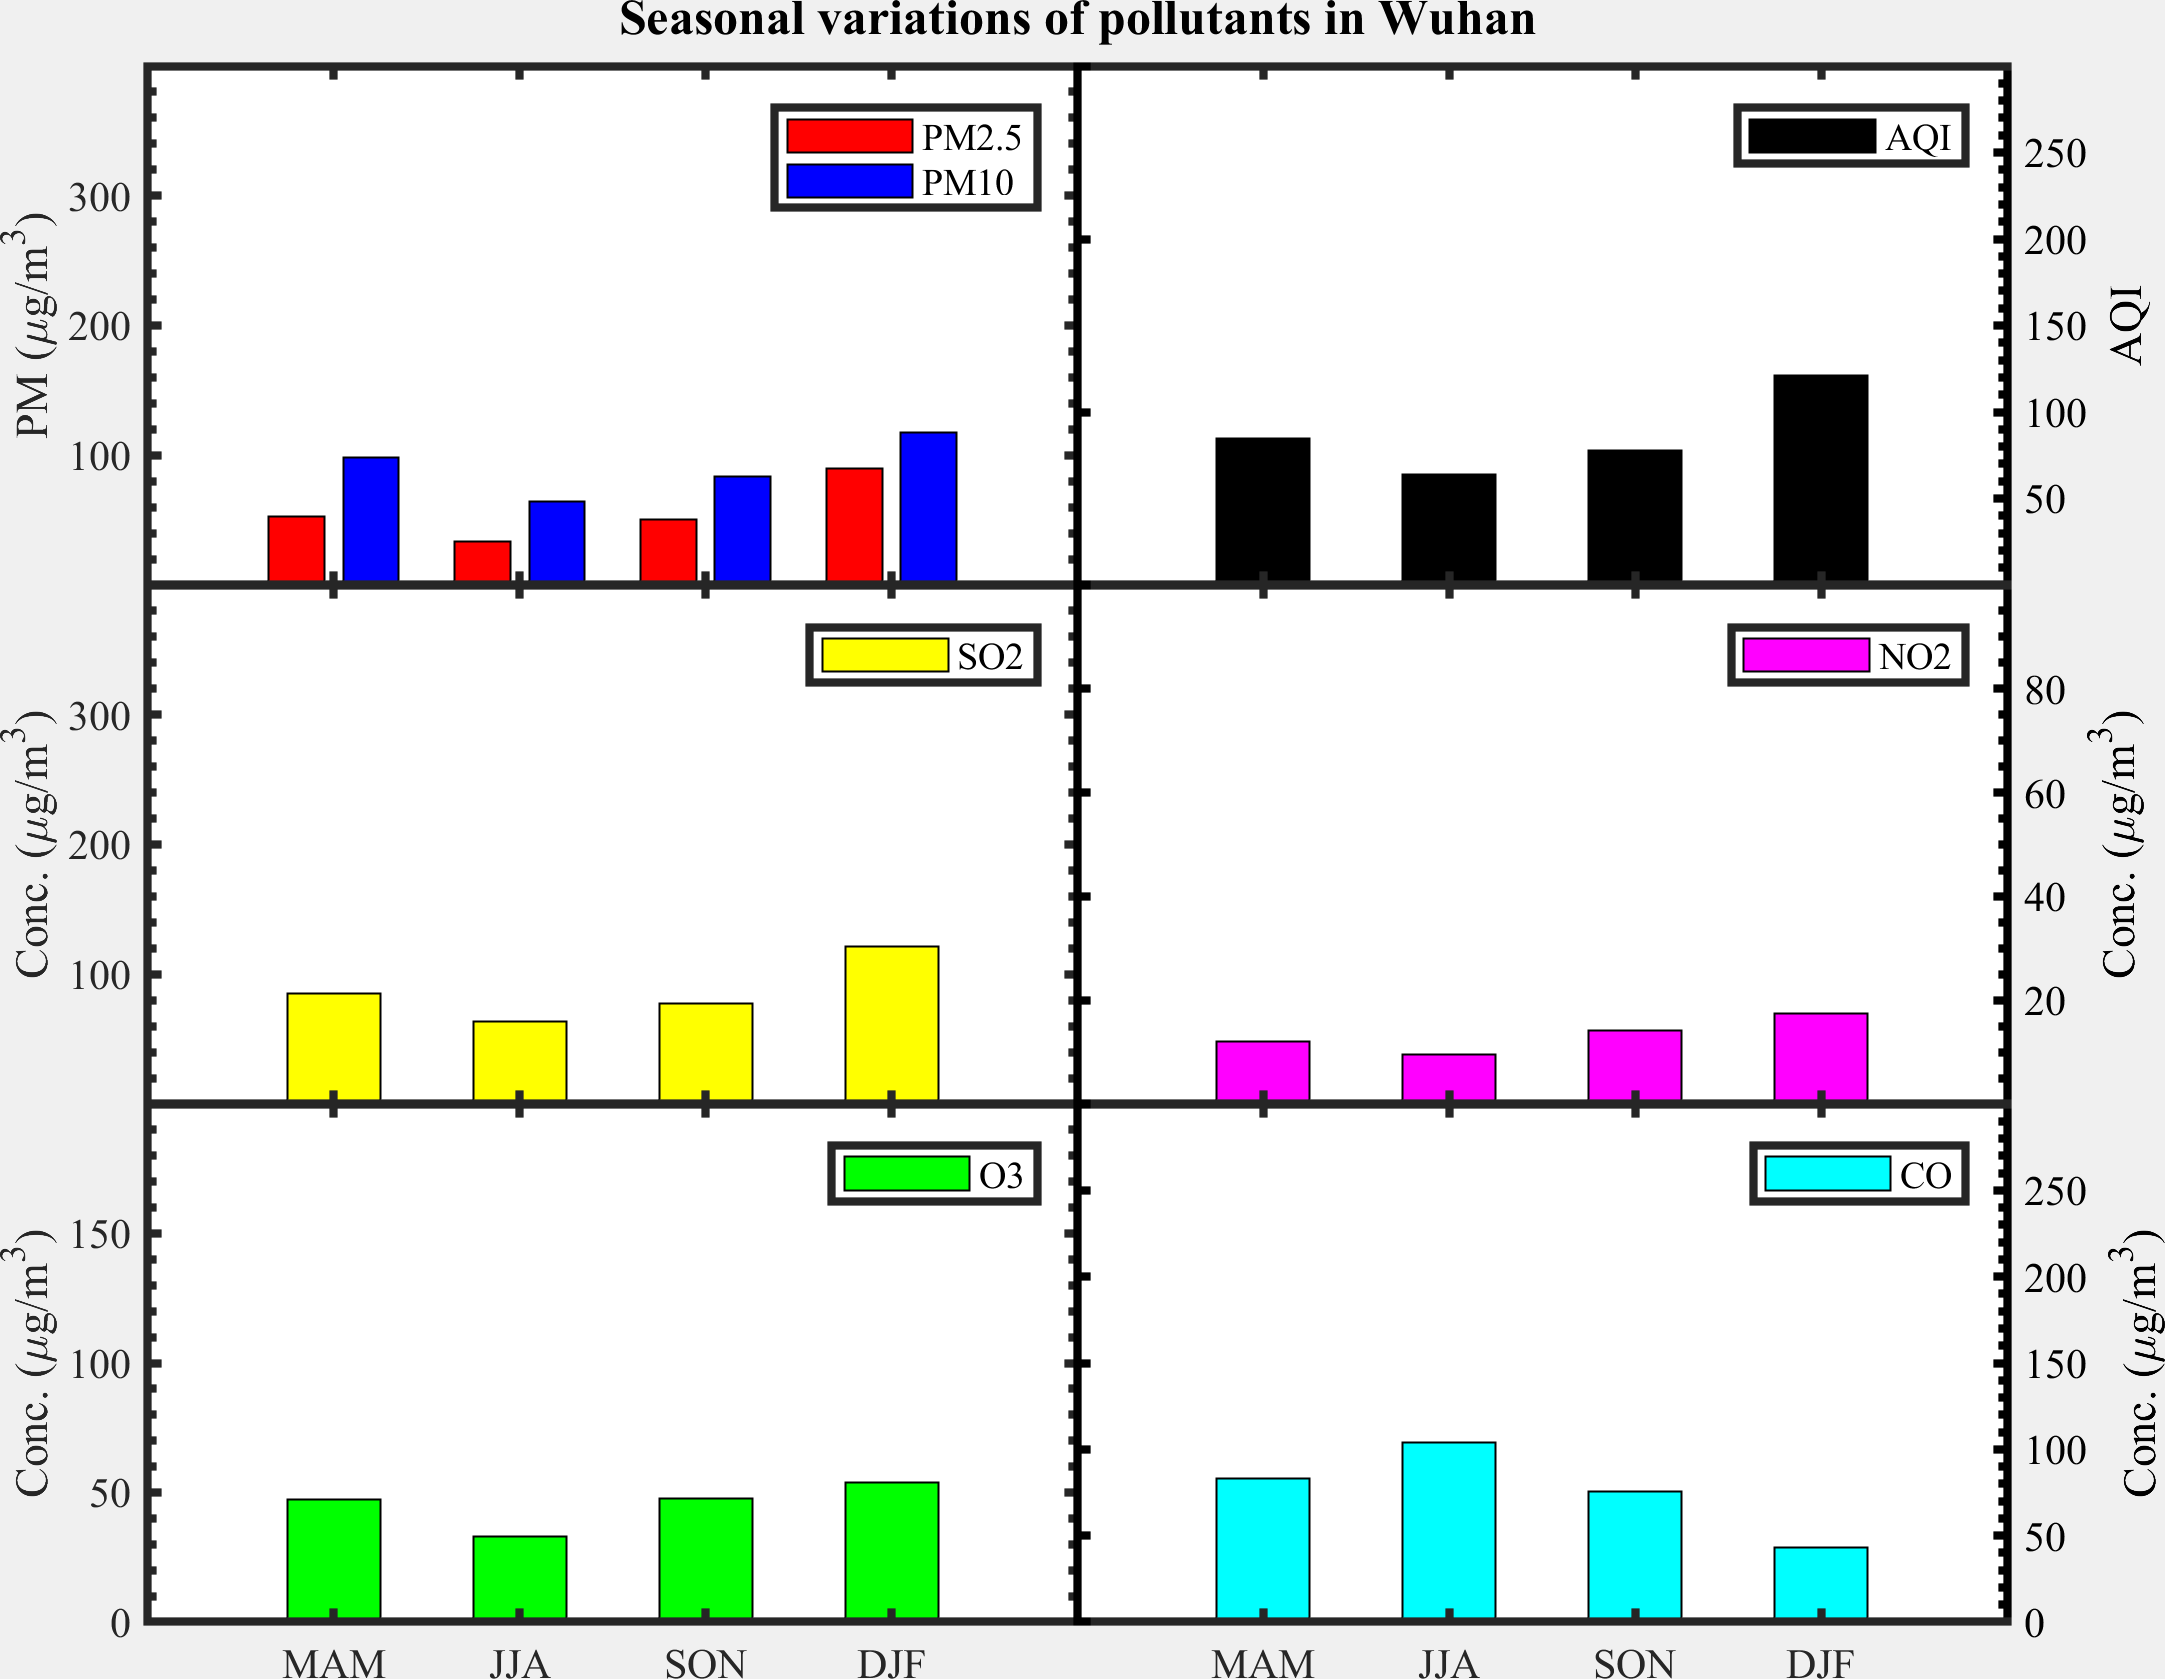 Seasonal variations of pollutants in Wuhan
PM (μg/m³)
300
200
100
PM2.5
PM10
AQI
250
200
150
100
50
AQI
Conc. (μg/m³)
300
200
100
SO2
NO2
80
60
40
20
Conc. (μg/m³)
Conc. (μg/m³)
150
100
50
0
O3
CO
250
200
150
100
50
0
Conc. (μg/m³)
MAM JJA SON DJF MAM JJA SON DJF